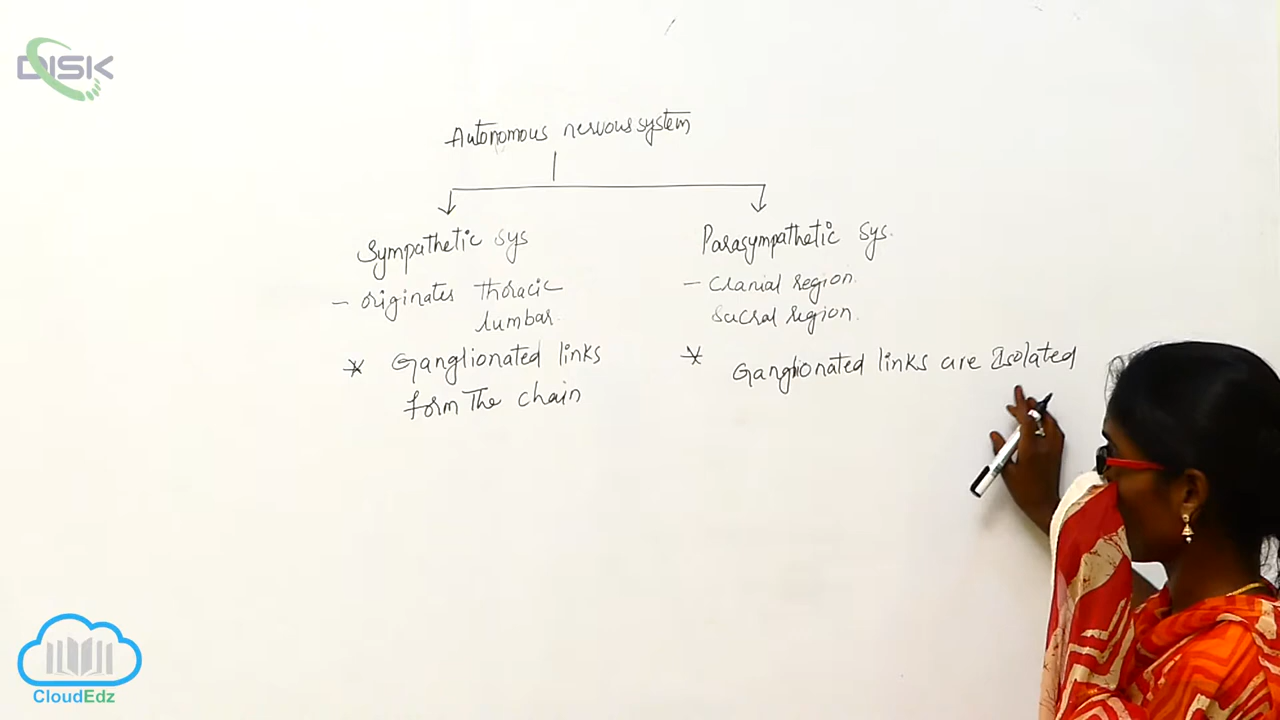 DISK
Autonomous nervous system
Sympathetic sys
Parasympathetic sys.
- originates thoracic
lumbar.
- Cranial region.
Sacral region.
* Ganglionated links
form The chain
* Ganglionated links are Isolated
CloudEdz